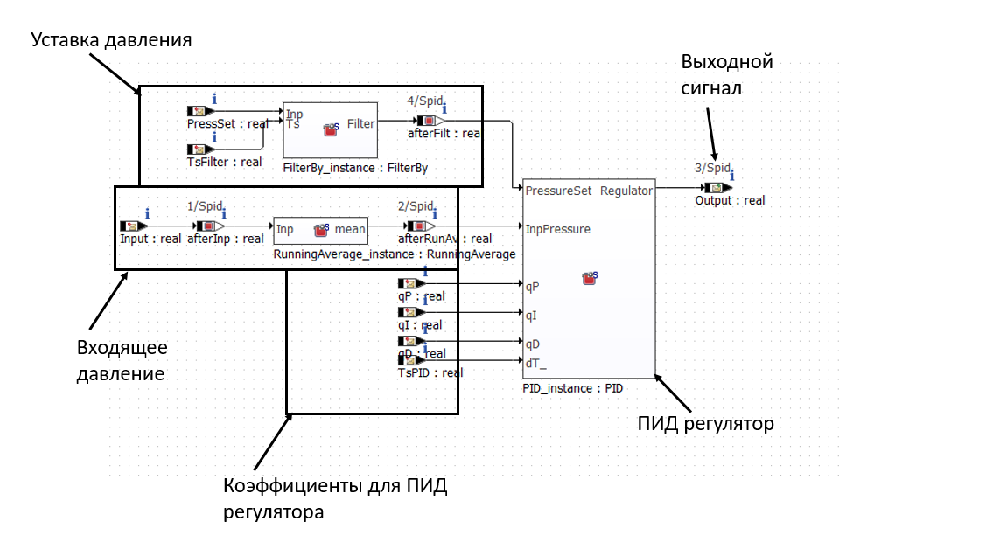 Уставка давления
Выходной
сигнал
PressSet : real
TsFilter : real
Inp
Ts
Filter
FilterBy_instance : FilterBy
4/Spid
afterFilt : real
3/Spid
Output : real
PressureSet Regulator
InpPressure
qP
qI
qD
dT_
PID_instance : PID
Input : real
1/Spid
afterInp : real
Inp mean
RunningAverage_instance : RunningAverage
2/Spid
afterRunAv : real
qP : real
qI : real
qD : real
TsPID : real
Входящее
давление
ПИД регулятор
Коэффициенты для ПИД
регулятора